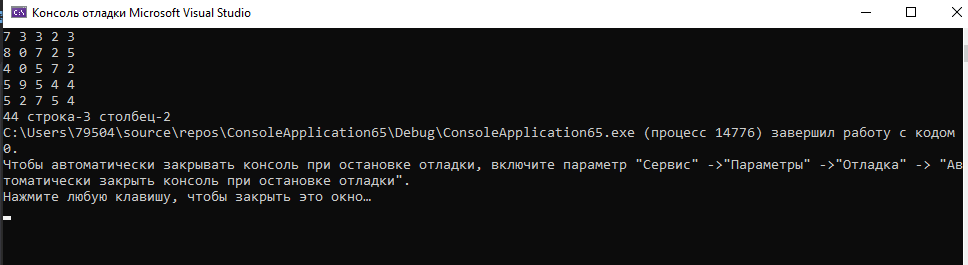 Консоль отладки Microsoft Visual Studio
7 3 3 2 3
8 0 7 2 5
4 0 5 7 2
5 9 5 4 4
5 2 7 5 4
44 строка-3 столбец-2
C:\Users\79504\source\repos\ConsoleApplication65\Debug\ConsoleApplication65.exe (процесс 14776) завершил работу с кодом
0.
Чтобы автоматически закрывать консоль при остановке отладки, включите параметр "Сервис" ->"Параметры" ->"Отладка" -> "Ав
томатически закрыть консоль при остановке отладки".
Нажмите любую клавишу, чтобы закрыть это окно…